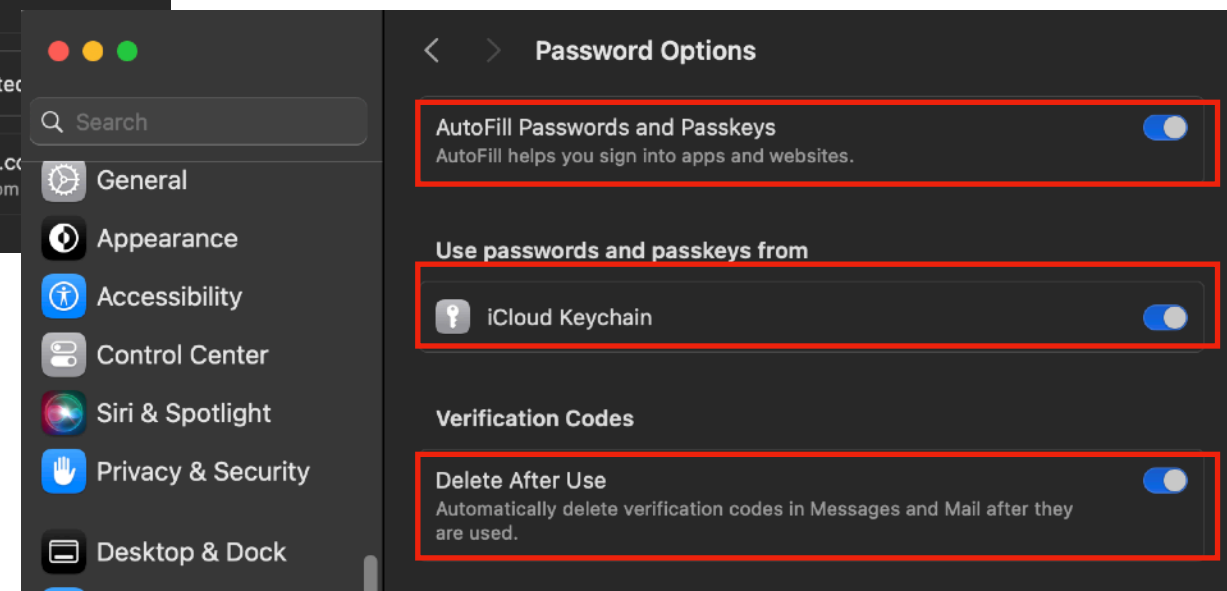 Password Options
Search
General
Appearance
Accessibility
Control Center
Siri & Spotlight
Privacy & Security
Desktop & Dock
AutoFill Passwords and Passkeys
AutoFill helps you sign into apps and websites.
Use passwords and passkeys from
iCloud Keychain
Verification Codes
Delete After Use
Automatically delete verification codes in Messages and Mail after they
are used.